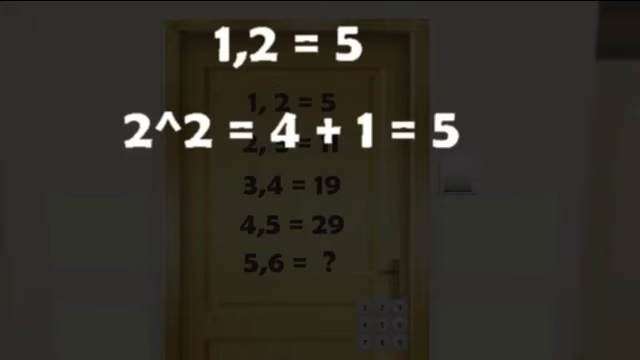 1,2 = 5
1, 2 = 5
2^2 = 4 + 1 = 5
3,4 = 19
4,5 = 29
5,6 = ?